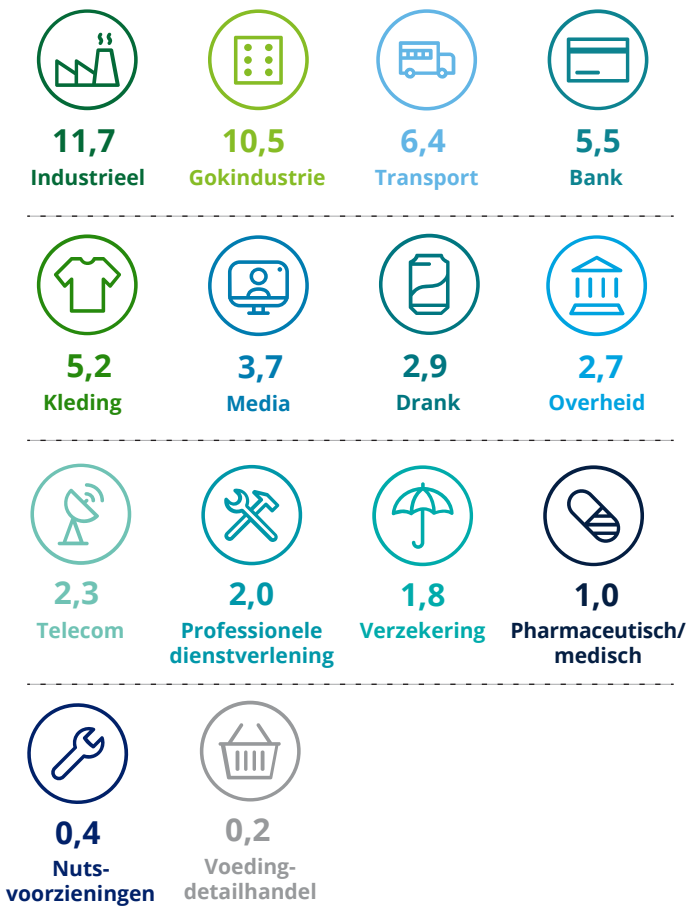 11,7
Industrieel
10,5
Gokindustrie
6,4
Transport
5,5
Bank
5,2
Kleding
3,7
Media
2,9
Drank
2,7
Overheid
2,3
Telecom
2,0
Professionele
dienstverlening
1,8
Verzekering
1,0
Pharmaceutisch/
medisch
0,4
Nuts-
voorzieningen
0,2
Voeding-
detailhandel